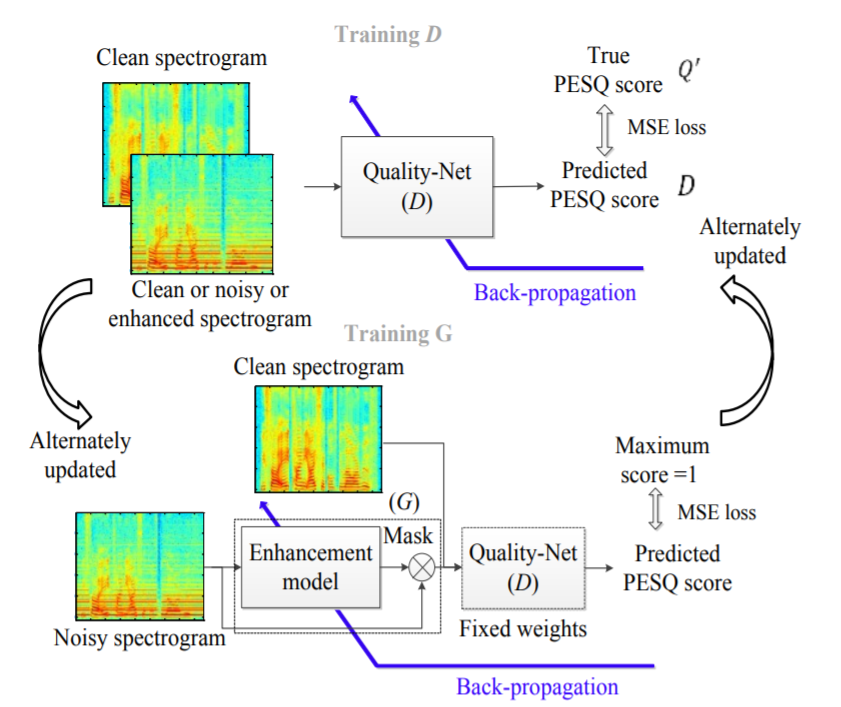 Training D
Clean spectrogram
True
PESQ score Q′
MSE loss
Quality-Net
(D)
Predicted
PESQ score D
Clean or noisy or
enhanced spectrogram
Back-propagation
Alternately
updated
Training G
Clean spectrogram
Alternately
updated
Maximum
score =1
MSE loss
(G)
Mask
Enhancement
model
Quality-Net
(D)
Predicted
PESQ score
Noisy spectrogram
Fixed weights
Back-propagation